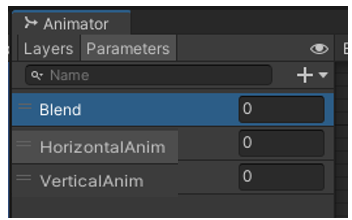 Animator
Layers Parameters
Name
Blend 0
HorizontalAnim 0
VerticalAnim 0